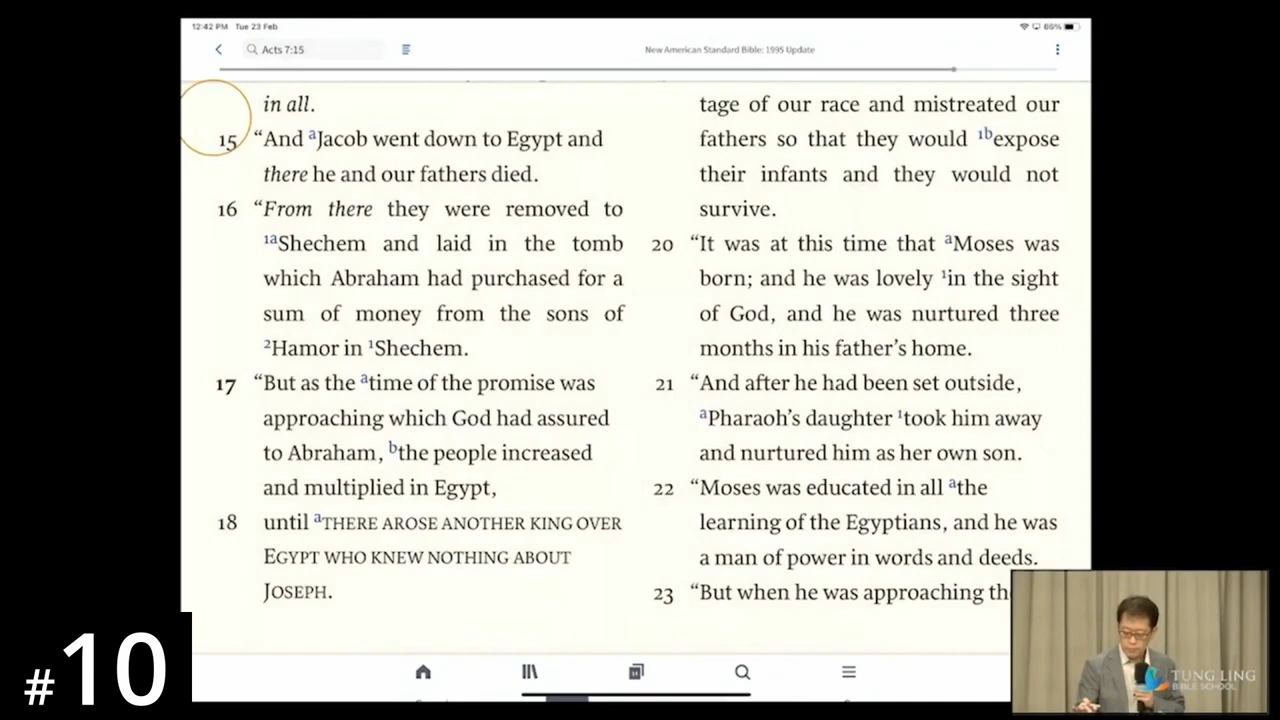 12:42 PM Tue 23 Feb
66%
Acts 7:15
New American Standard Bible: 1995 Update
in all.
15 “And aJacob went down to Egypt and
there he and our fathers died.
16 “From there they were removed to
1aShechem and laid in the tomb
which Abraham had purchased for a
sum of money from the sons of
2Hamor in 1Shechem.
17 “But as the atime of the promise was
approaching which God had assured
to Abraham, bthe people increased
and multiplied in Egypt,
18 until aTHERE AROSE ANOTHER KING OVER
EGYPT WHO KNEW NOTHING ABOUT
JOSEPH.
tage of our race and mistreated our
fathers so that they would 1bexpose
their infants and they would not
survive.
20 “It was at this time that aMoses was
born; and he was lovely 1in the sight
of God, and he was nurtured three
months in his father’s home.
21 “And after he had been set outside,
aPharaoh’s daughter 1took him away
and nurtured him as her own son.
22 “Moses was educated in all athe
learning of the Egyptians, and he was
a man of power in words and deeds.
23 “But when he was approaching th
#10
TUNG LING
BIBLE SCHOOL